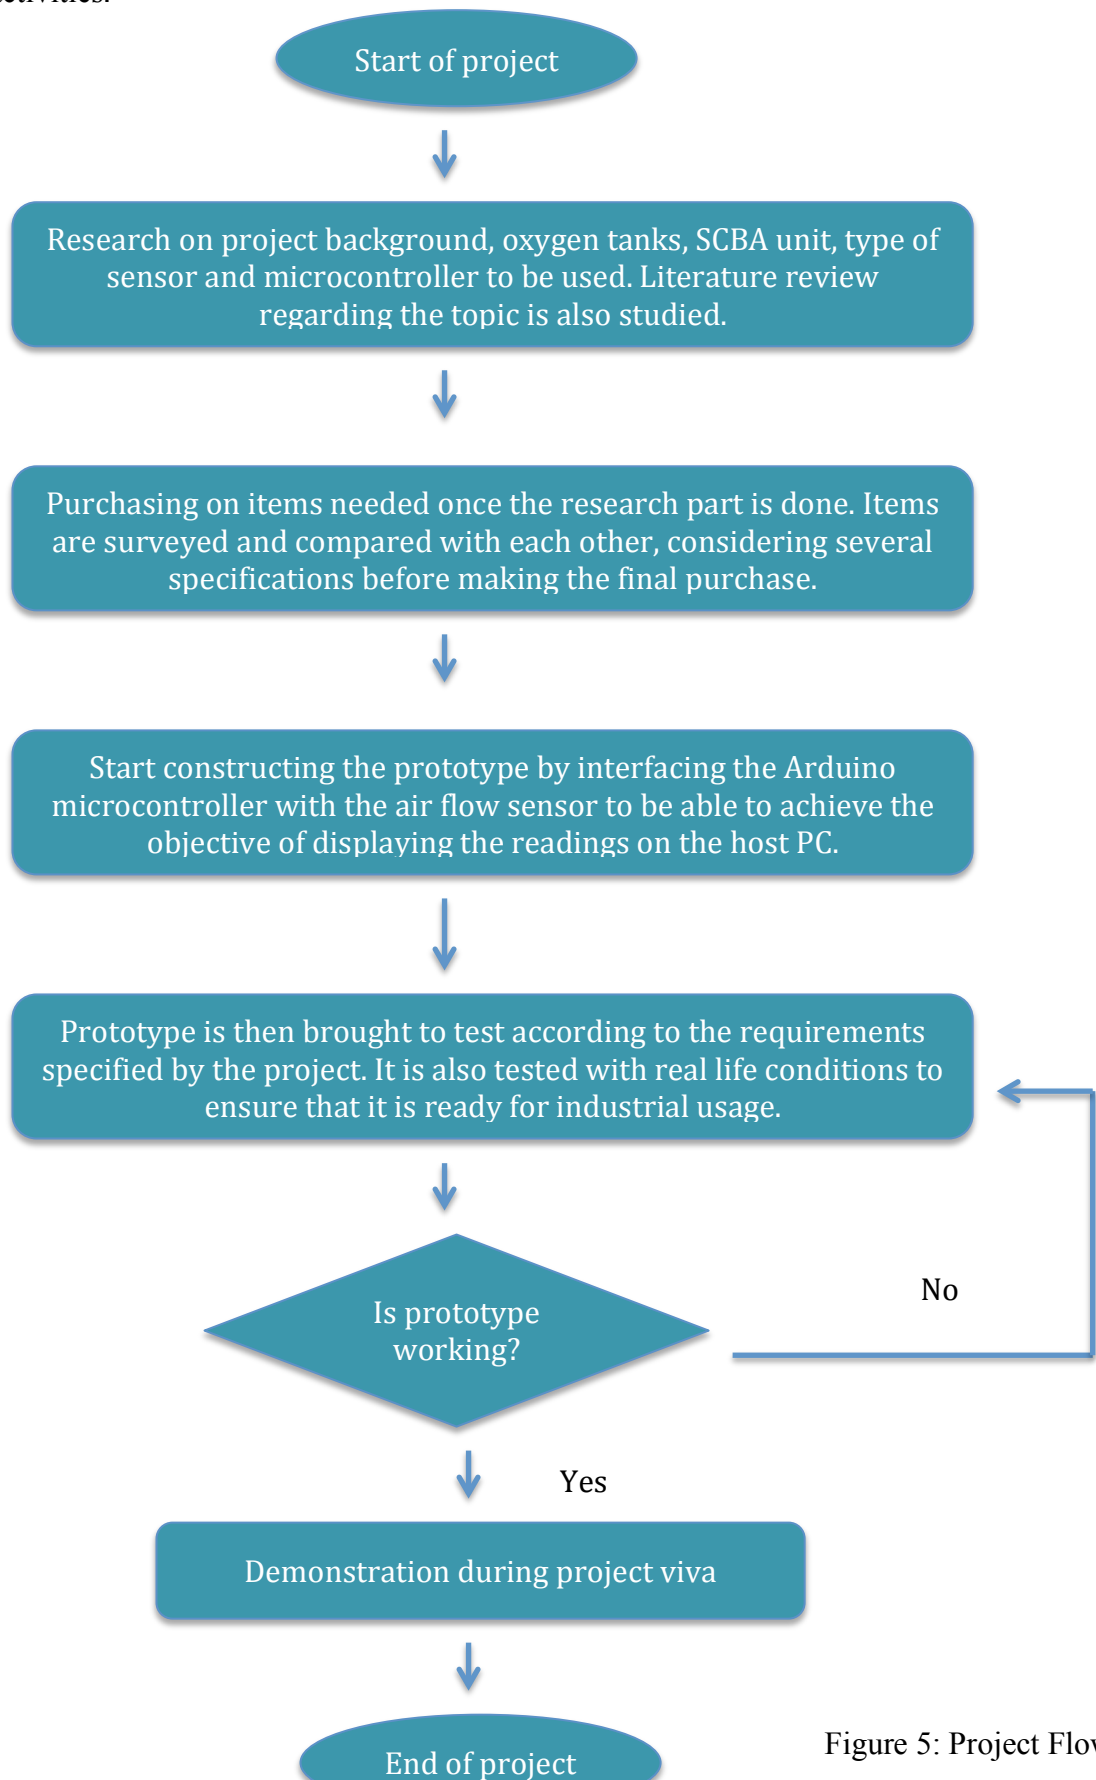 Start of project
Research on project background, oxygen tanks, SCBA unit, type of
sensor and microcontroller to be used. Literature review
regarding the topic is also studied.
Purchasing on items needed once the research part is done. Items
are surveyed and compared with each other, considering several
specifications before making the final purchase.
Start constructing the prototype by interfacing the Arduino
microcontroller with the air flow sensor to be able to achieve the
objective of displaying the readings on the host PC.
Prototype is then brought to test according to the requirements
specified by the project. It is also tested with real life conditions to
ensure that it is ready for industrial usage.
No
Is prototype
working?
Yes
Demonstration during project viva
End of project
Figure 5: Project Flow